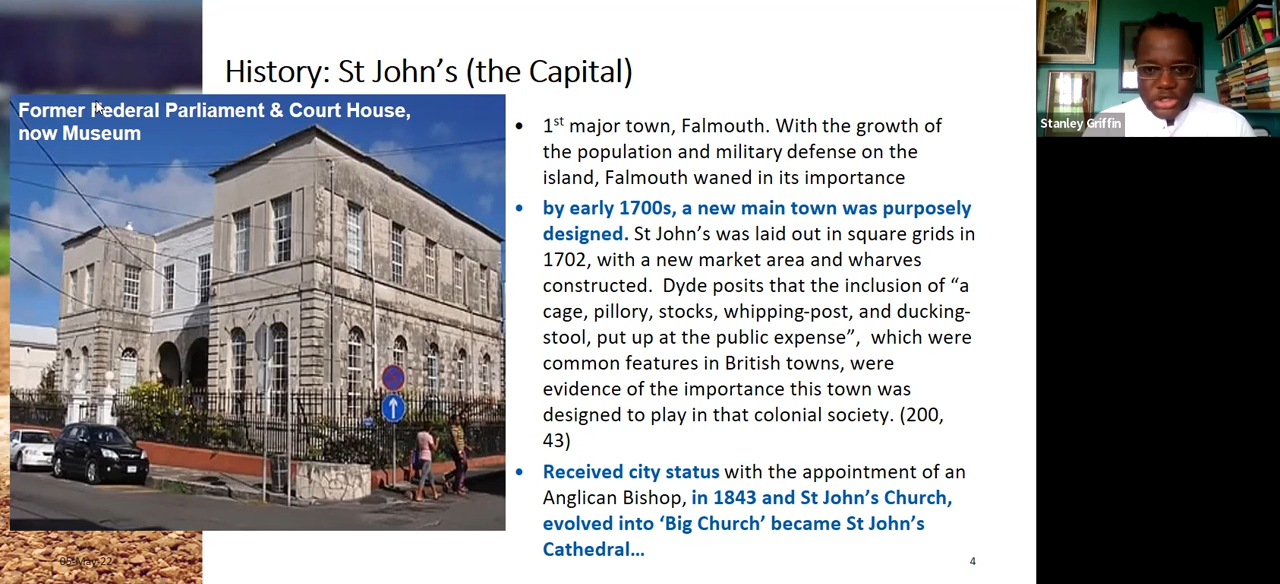 History: St John’s (the Capital)
Former Federal Parliament & Court House,
now Museum
• 1st major town, Falmouth. With the growth of
the population and military defense on the
island, Falmouth waned in its importance
• by early 1700s, a new main town was purposely
designed. St John’s was laid out in square grids in
1702, with a new market area and wharves
constructed. Dyde posits that the inclusion of “a
cage, pillory, stocks, whipping-post, and ducking-
stool, put up at the public expense”, which were
common features in British towns, were
evidence of the importance this town was
designed to play in that colonial society. (200,
43)
• Received city status with the appointment of an
Anglican Bishop, in 1843 and St John’s Church,
evolved into ‘Big Church’ became St John’s
Cathedral…
05-May-22
4
Stanley Griffin